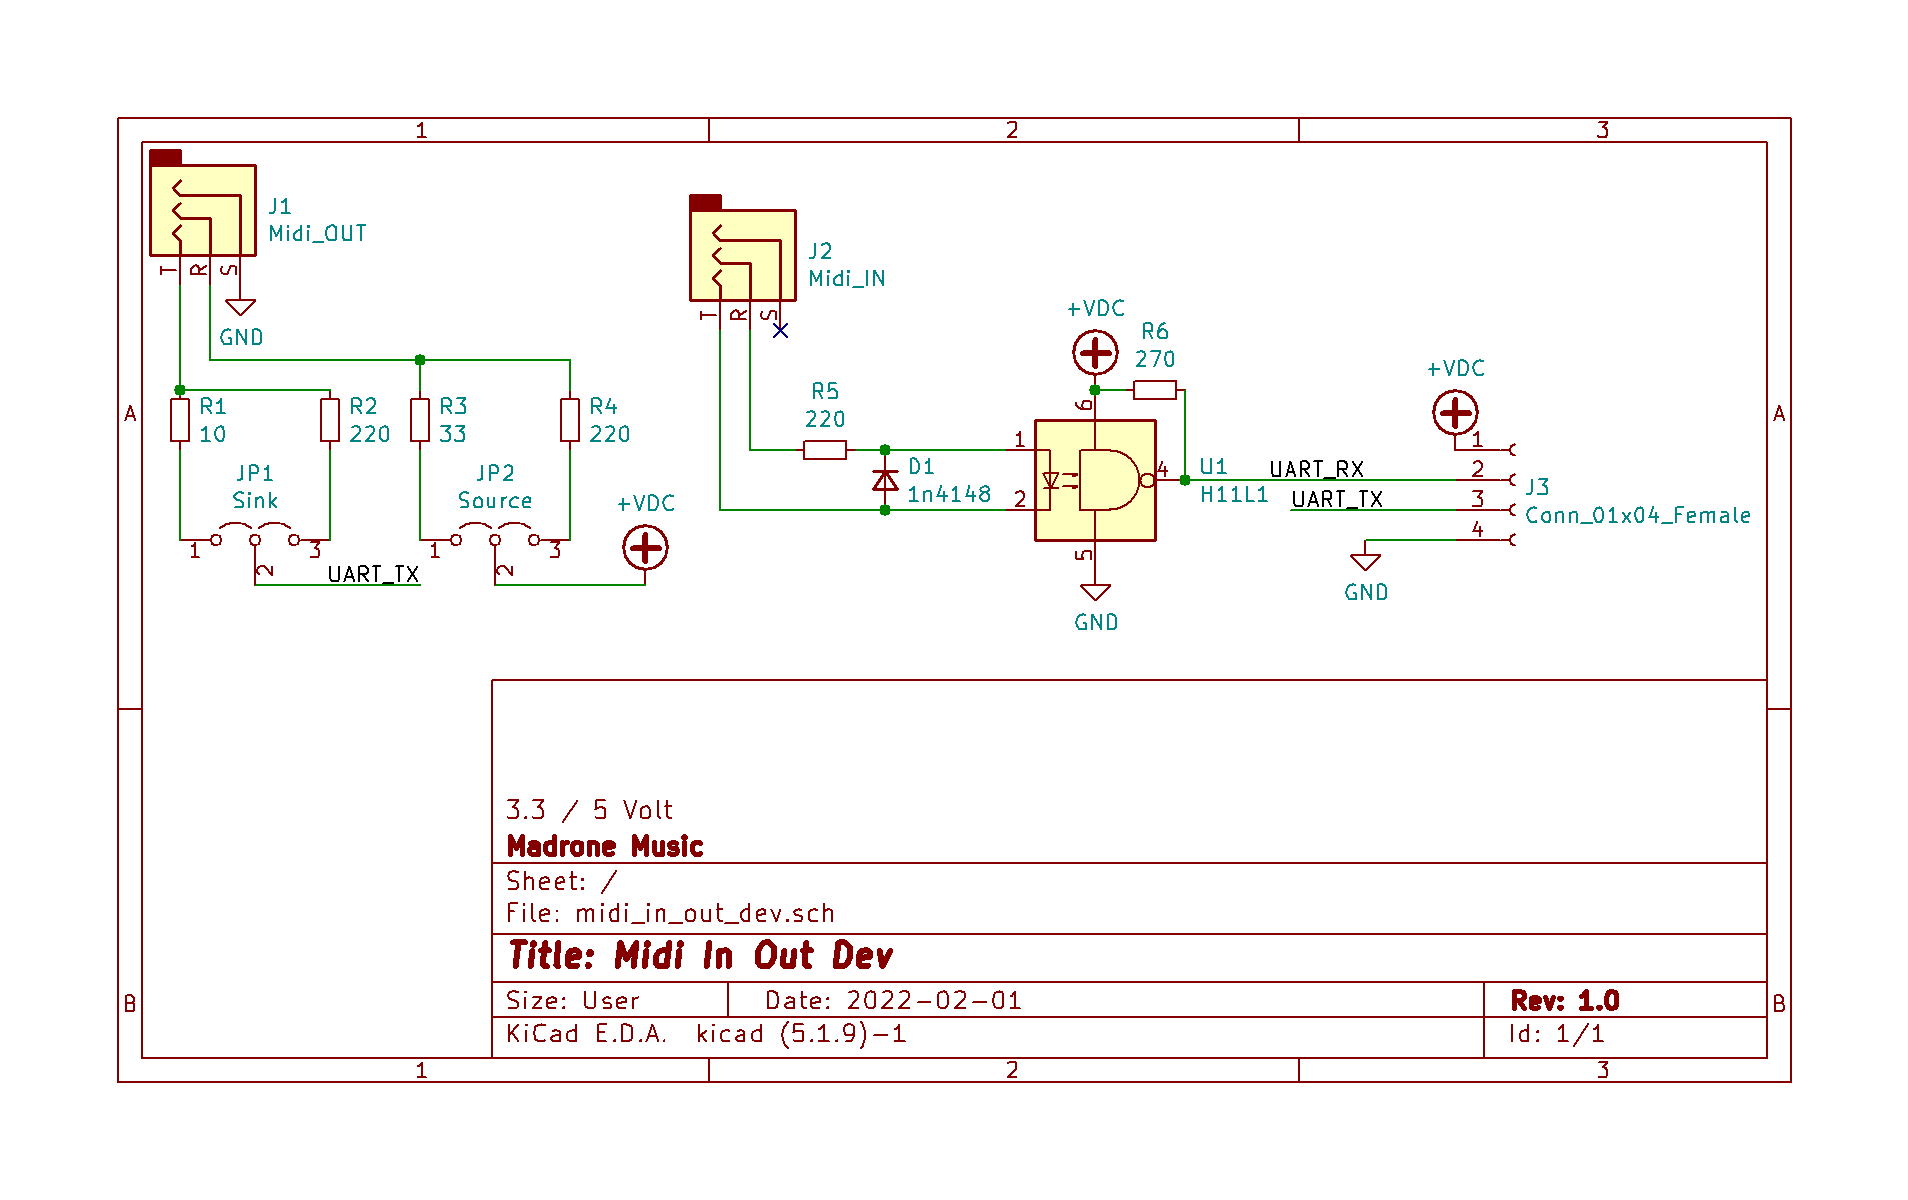 1
2
3
J1
Midi_OUT
T
R
S
GND
J2
Midi_IN
T
R
S
+VDC
R6
270
+VDC
A
R1
10
R2
220
R3
33
R4
220
R5
220
6
A
JP1
Sink
JP2
Source
+VDC
1
2
3
1
2
3
UART_TX
D1
1n4148
1
2
4
5
U1
H11L1
GND
UART_RX
UART_TX
1
2
3
4
J3
Conn_01x04_Female
GND
3.3 / 5 Volt
Madrone Music
Sheet: /
File: midi_in_out_dev.sch
Title: Midi In Out Dev
B
Size: User
Date: 2022-02-01
Rev: 1.0
B
KiCad E.D.A. kicad (5.1.9)-1
Id: 1/1
1
2
3